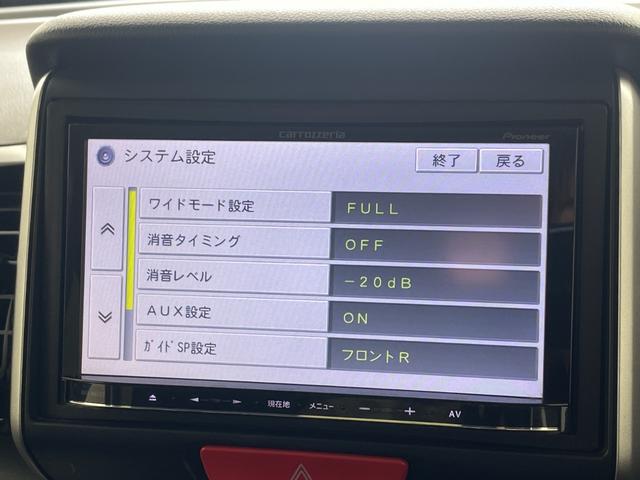 carrozzeria
Pioneer
システム設定
終了
戻る
ワイドモード設定
FULL
消音タイミング
OFF
消音レベル
−20dB
AUX設定
ON
ｶﾞｲﾄﾞSP設定
フロントR
現在地
メニュー
AV